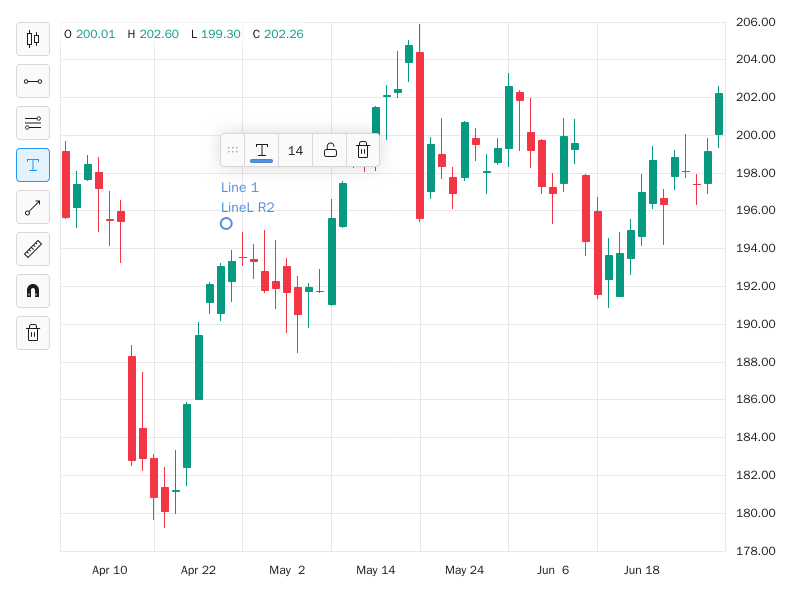 O 200.01 H 202.60 L 199.30 C 202.26
T 14
Line 1
LineL R2
T
206.00
204.00
202.00
200.00
198.00
196.00
194.00
192.00
190.00
188.00
186.00
184.00
182.00
180.00
178.00
Apr 10 Apr 22 May 2 May 14 May 24 Jun 6 Jun 18